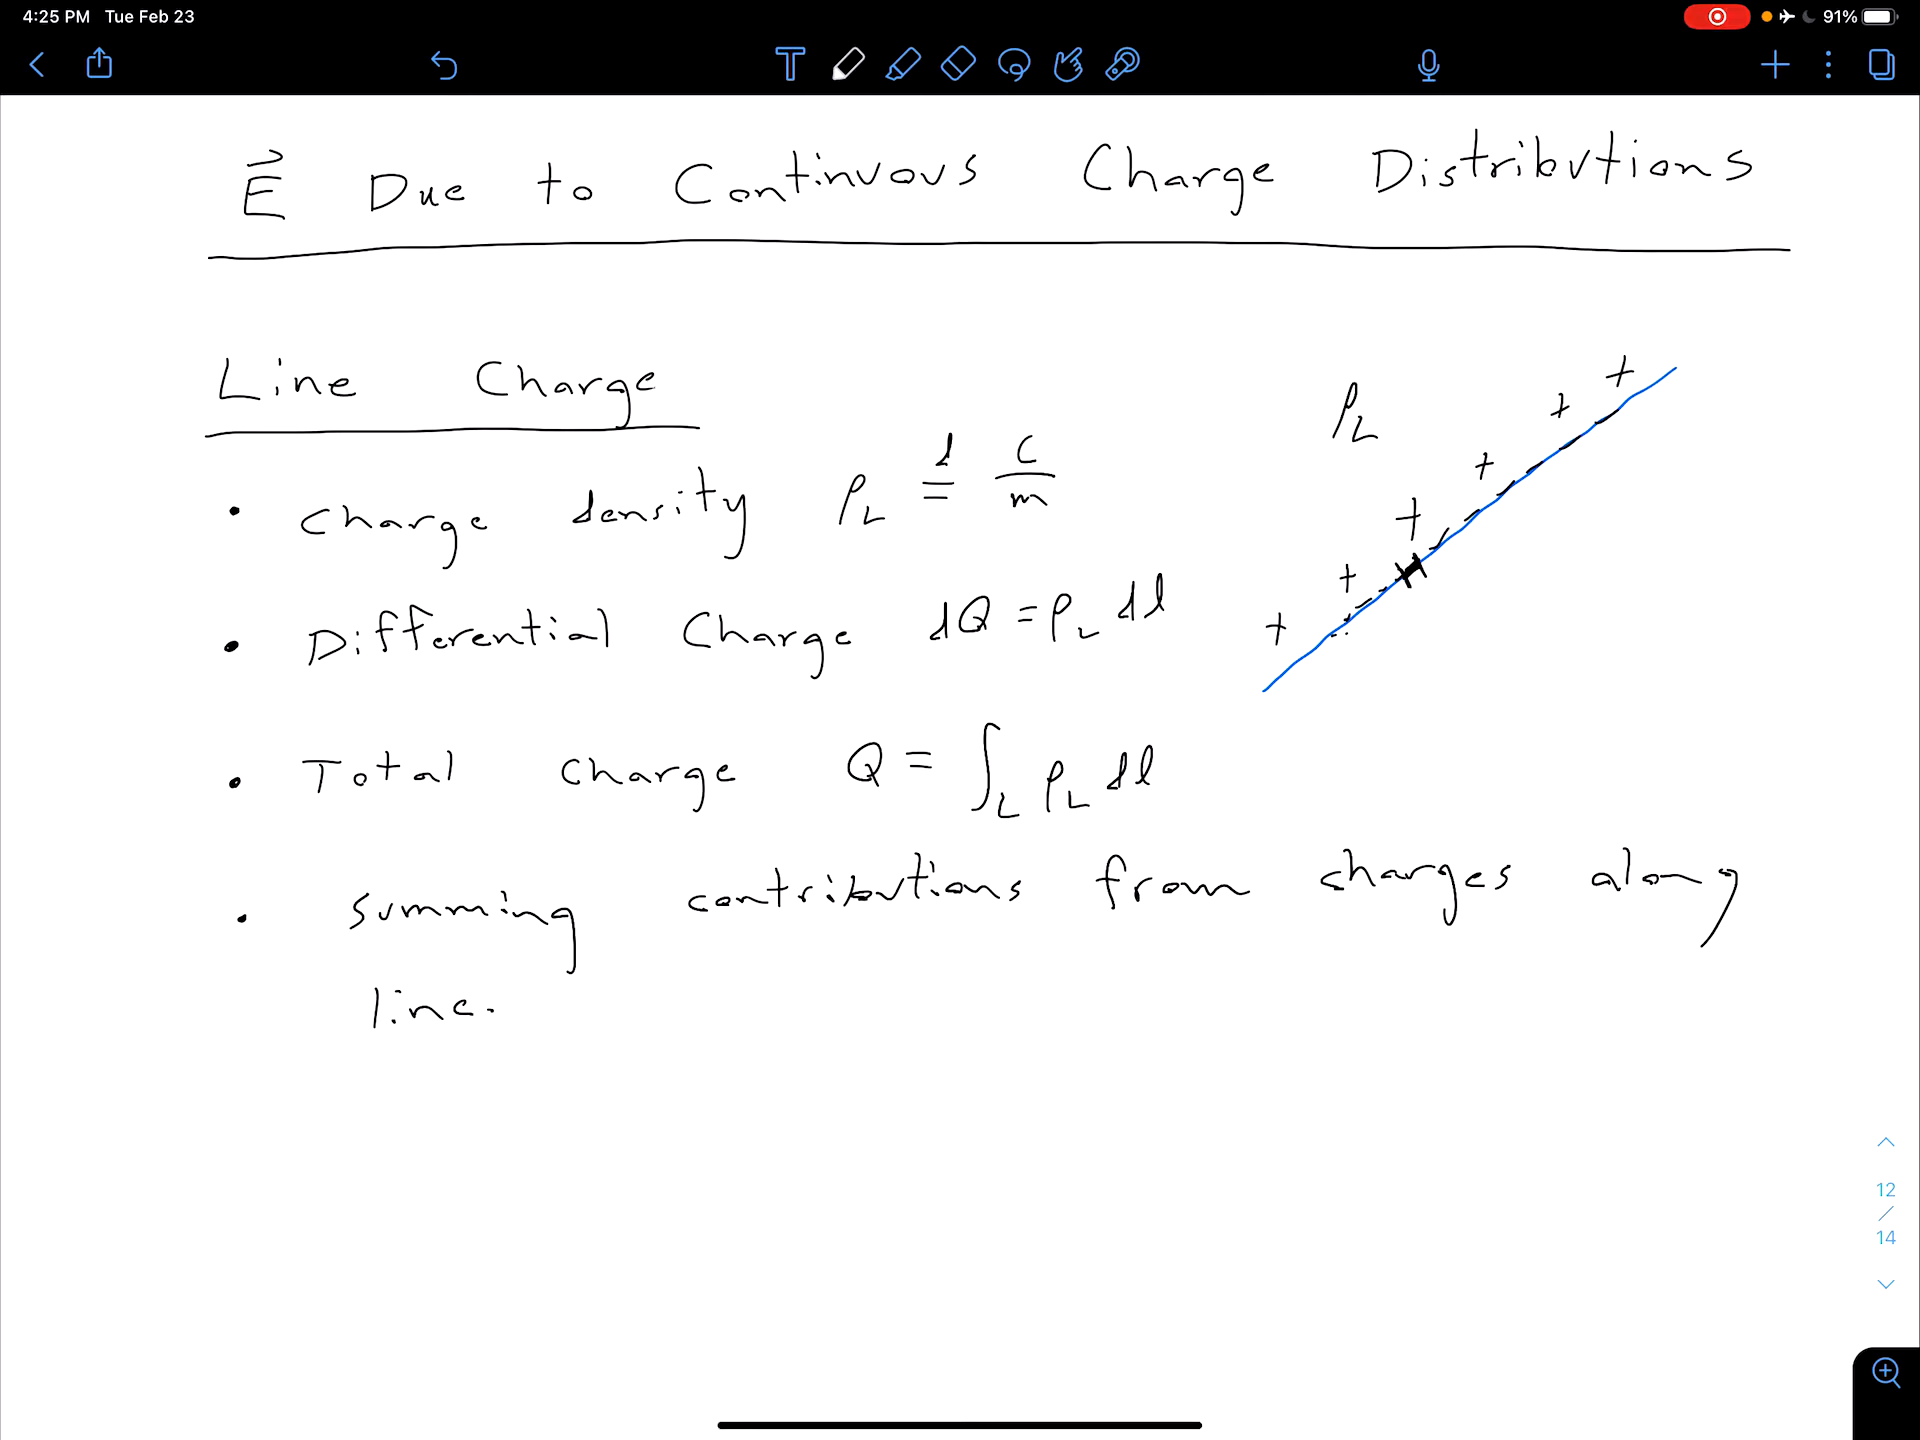 4:25 PM Tue Feb 23
91%
E⃗ Due to Continuous Charge Distributions
Line Charge
ρL
• Charge density ρL =d C/m
• Differential Charge dQ = ρL dl
• Total charge Q = ∫L ρL dl
• summing contributions from charges along
line.
+ + + + + +
12
/
14